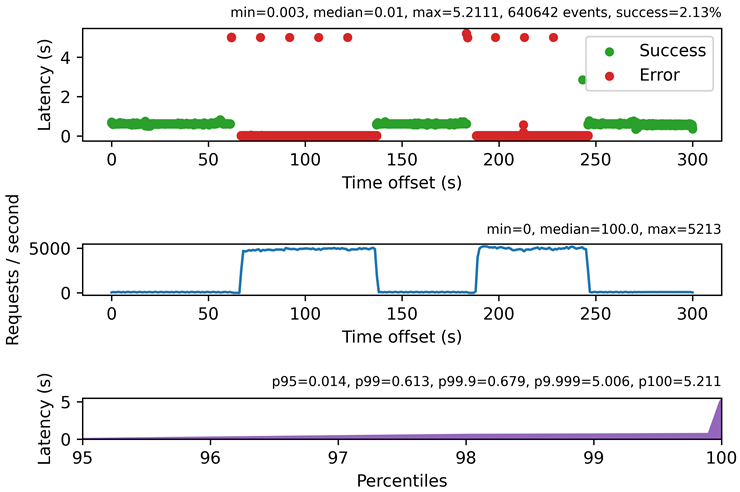 min=0.003, median=0.01, max=5.2111, 640642 events, success=2.13%
Latency (s)
4
2
0
Success
Error
0 50 100 150 200 250 300
Time offset (s)
min=0, median=100.0, max=5213
Requests / second
5000
0
0 50 100 150 200 250 300
Time offset (s)
p95=0.014, p99=0.613, p99.9=0.679, p9.999=5.006, p100=5.211
Latency (s)
5
0
95 96 97 98 99 100
Percentiles